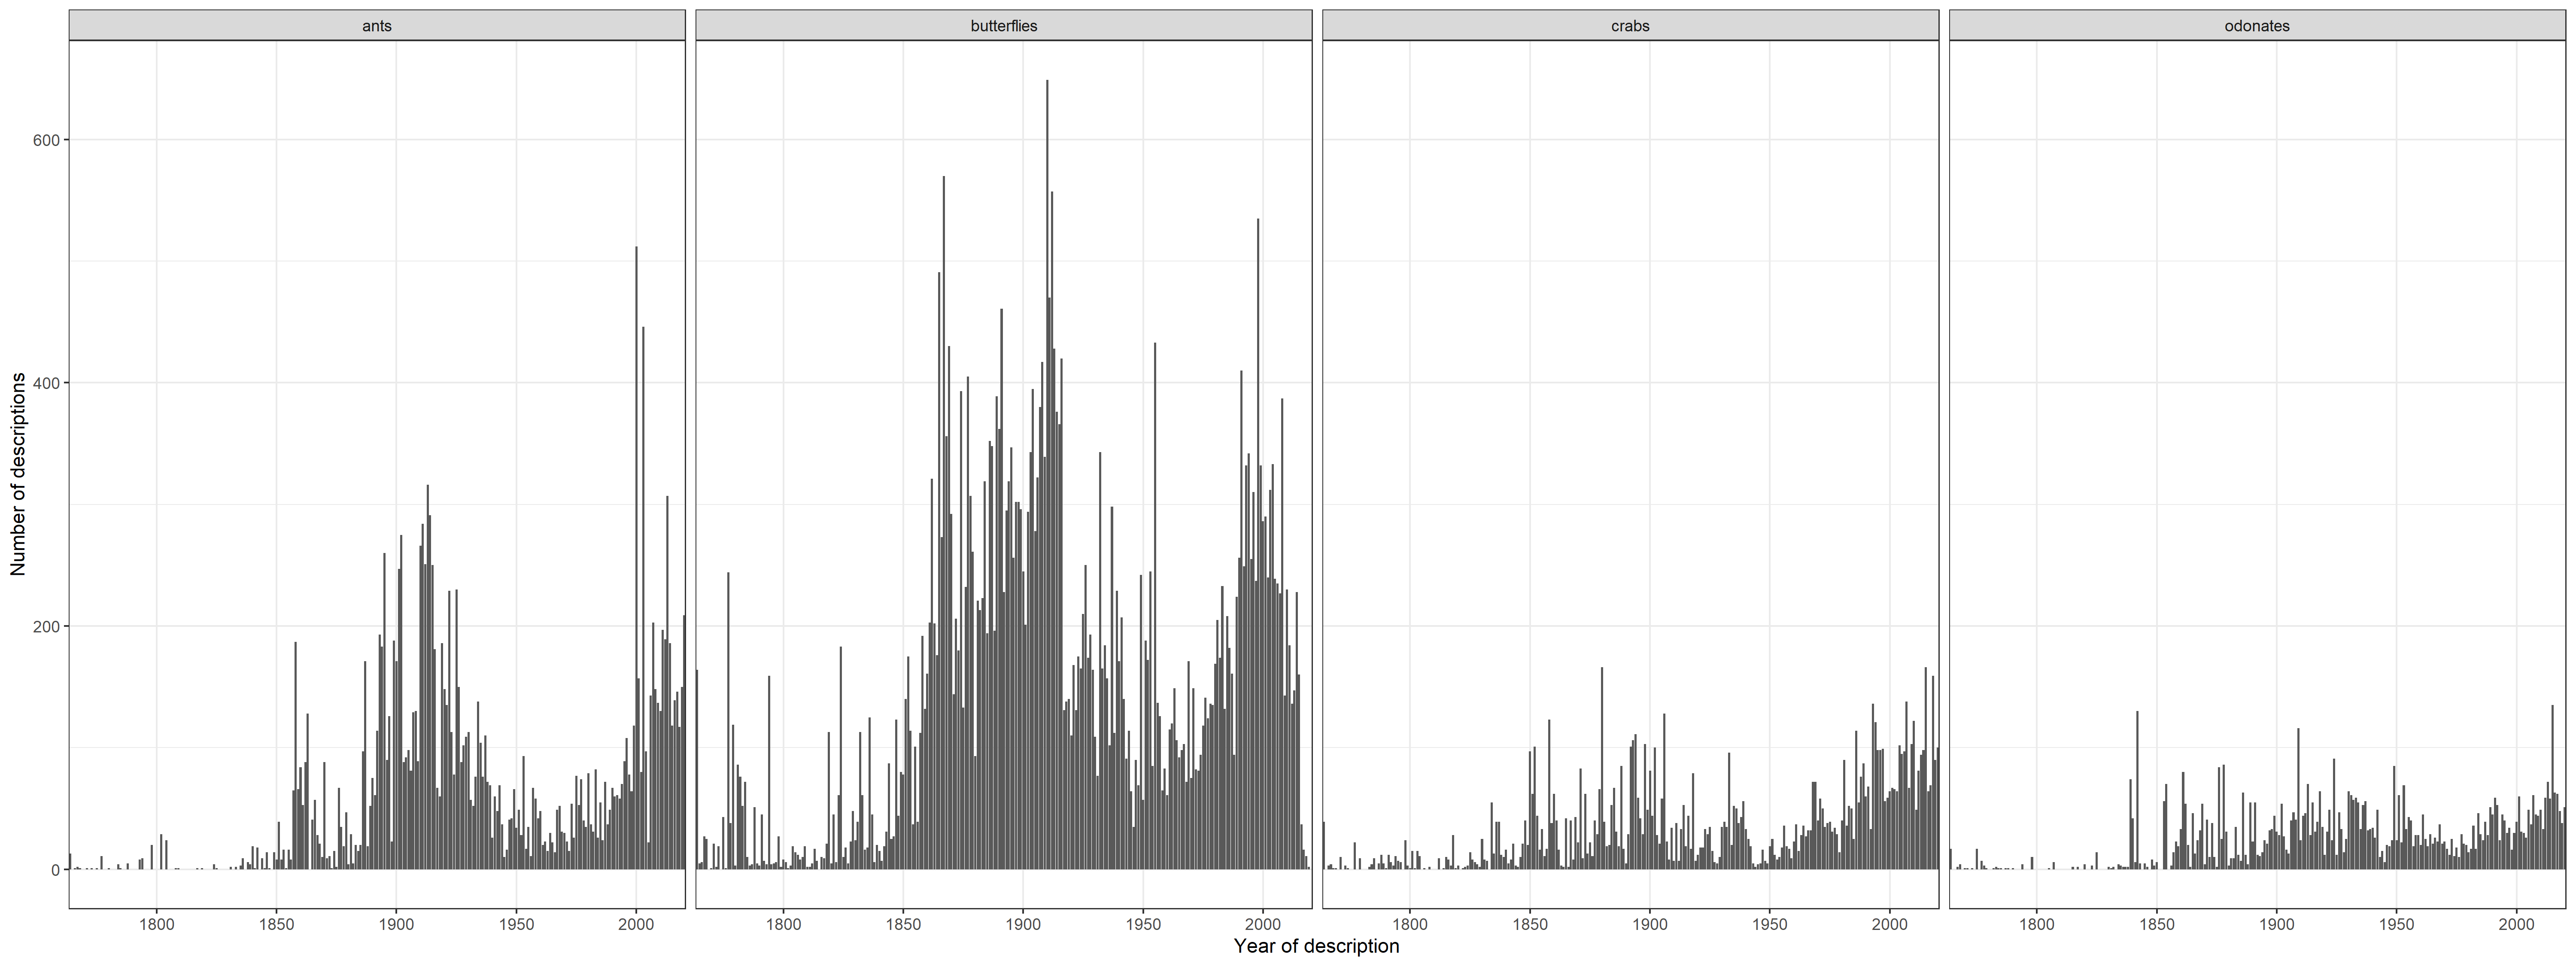 ants butterflies crabs odonates
600
400
200
0
Number of descriptions
1800 1850 1900 1950 2000 1800 1850 1900 1950 2000 1800 1850 1900 1950 2000 1800 1850 1900 1950 2000
Year of description